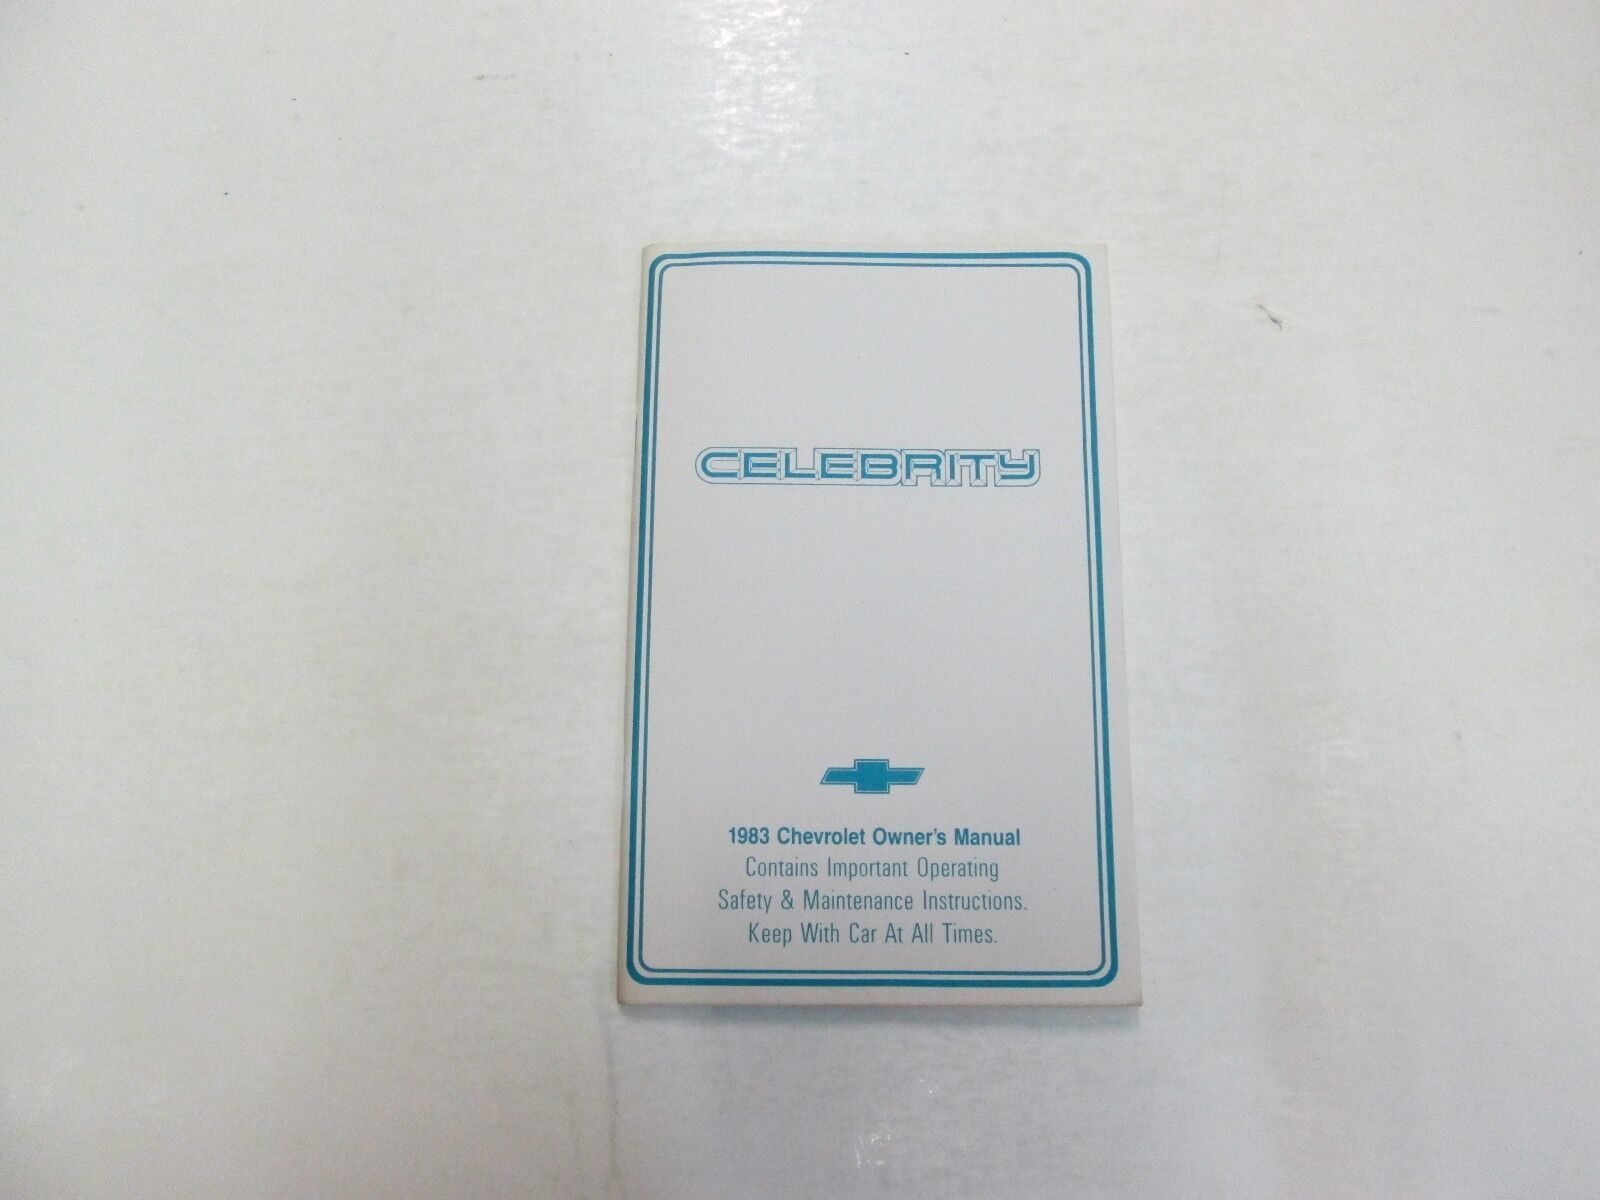 CELEBRITY
1983 Chevrolet Owner's Manual
Contains Important Operating
Safety & Maintenance Instructions.
Keep With Car At All Times.